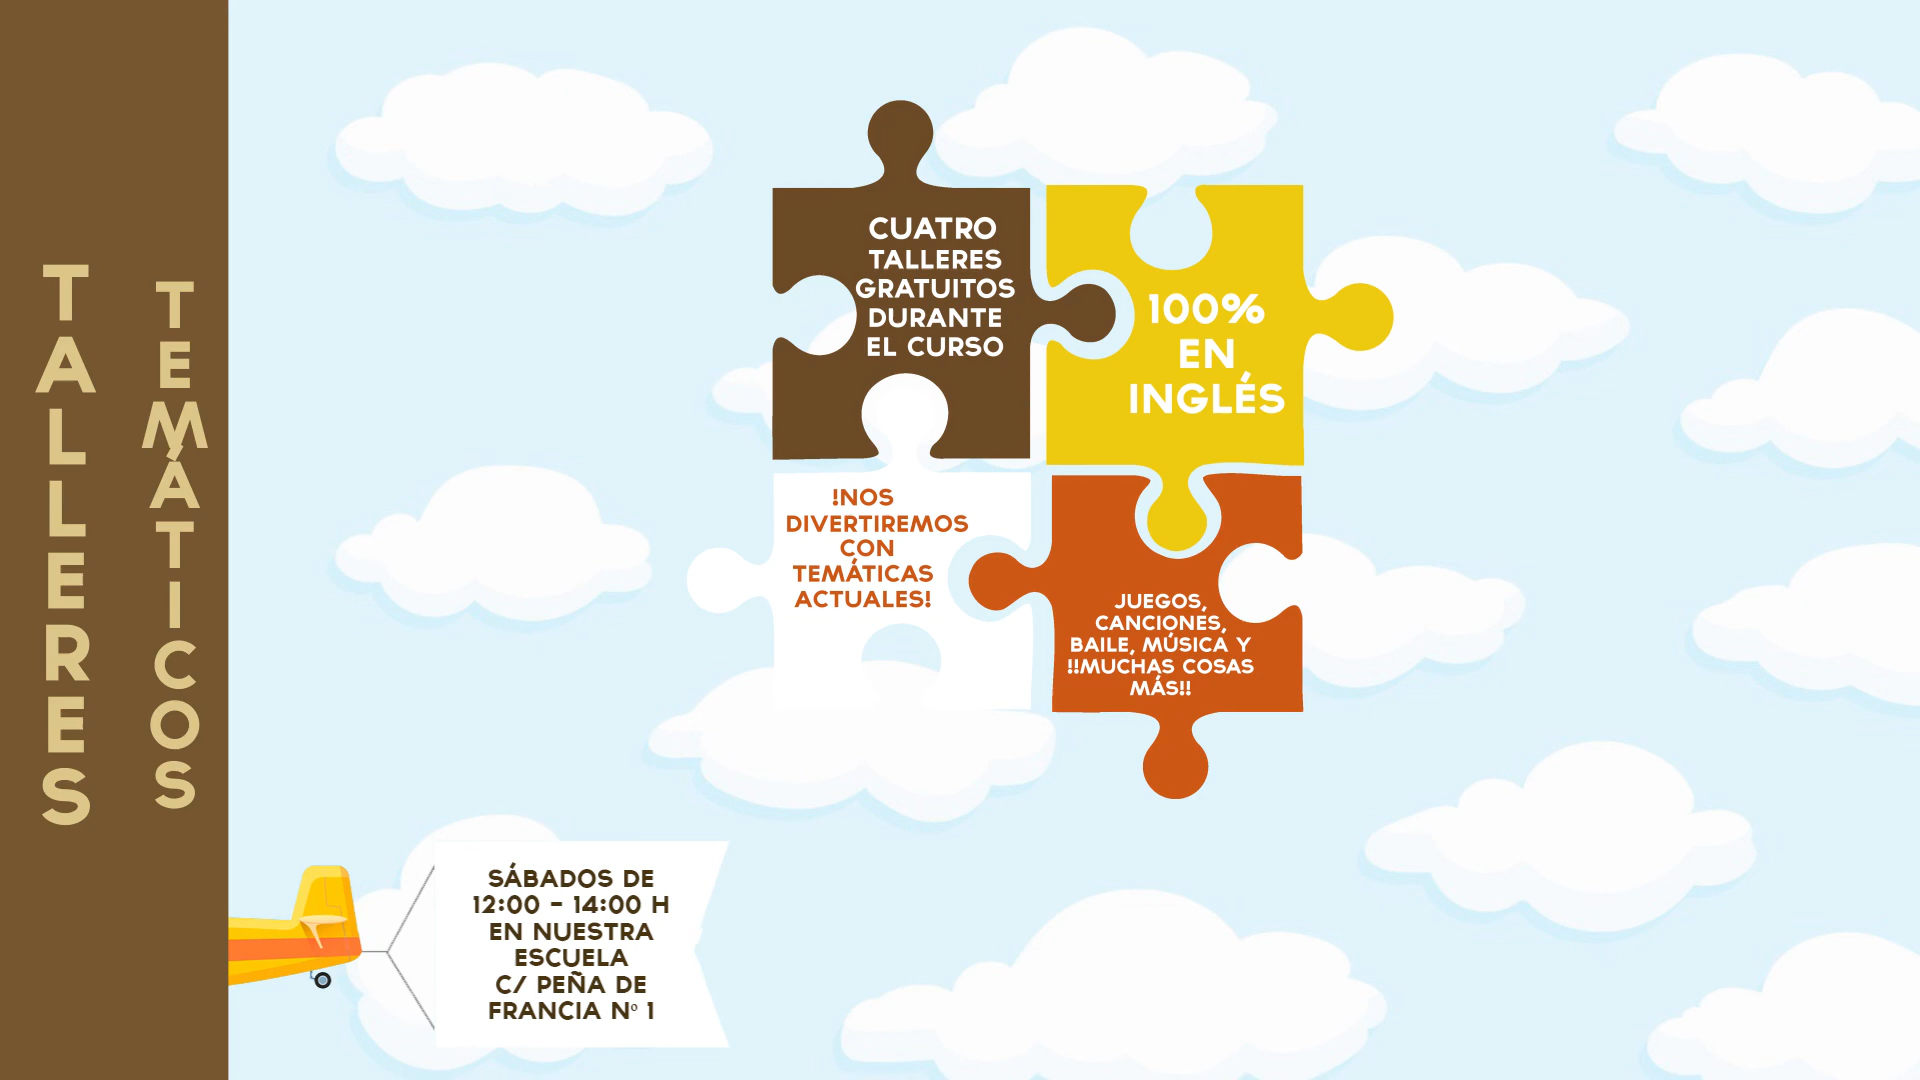 TALLERES
TEMÁTICOS
CUATRO
TALLERES
GRATUITOS
DURANTE
EL CURSO
100%
EN
INGLÉS
!NOS
DIVERTIREMOS
CON
TEMÁTICAS
ACTUALES!
JUEGOS,
CANCIONES,
BAILE, MÚSICA Y
!!MUCHAS COSAS
MÁS!!
SÁBADOS DE
12:00 - 14:00 H
EN NUESTRA
ESCUELA
C/ PEÑA DE
FRANCIA Nº 1